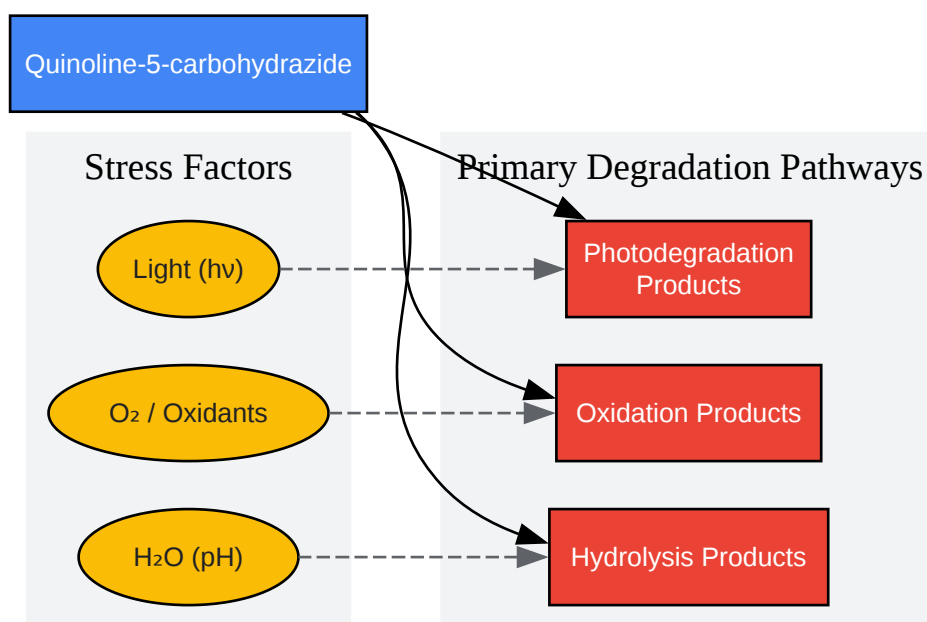 Quinoline-5-carbohydrazide
Stress Factors
Primary Degradation Pathways
Light (hν)
Photodegradation
Products
O₂ / Oxidants
Oxidation Products
H₂O (pH)
Hydrolysis Products